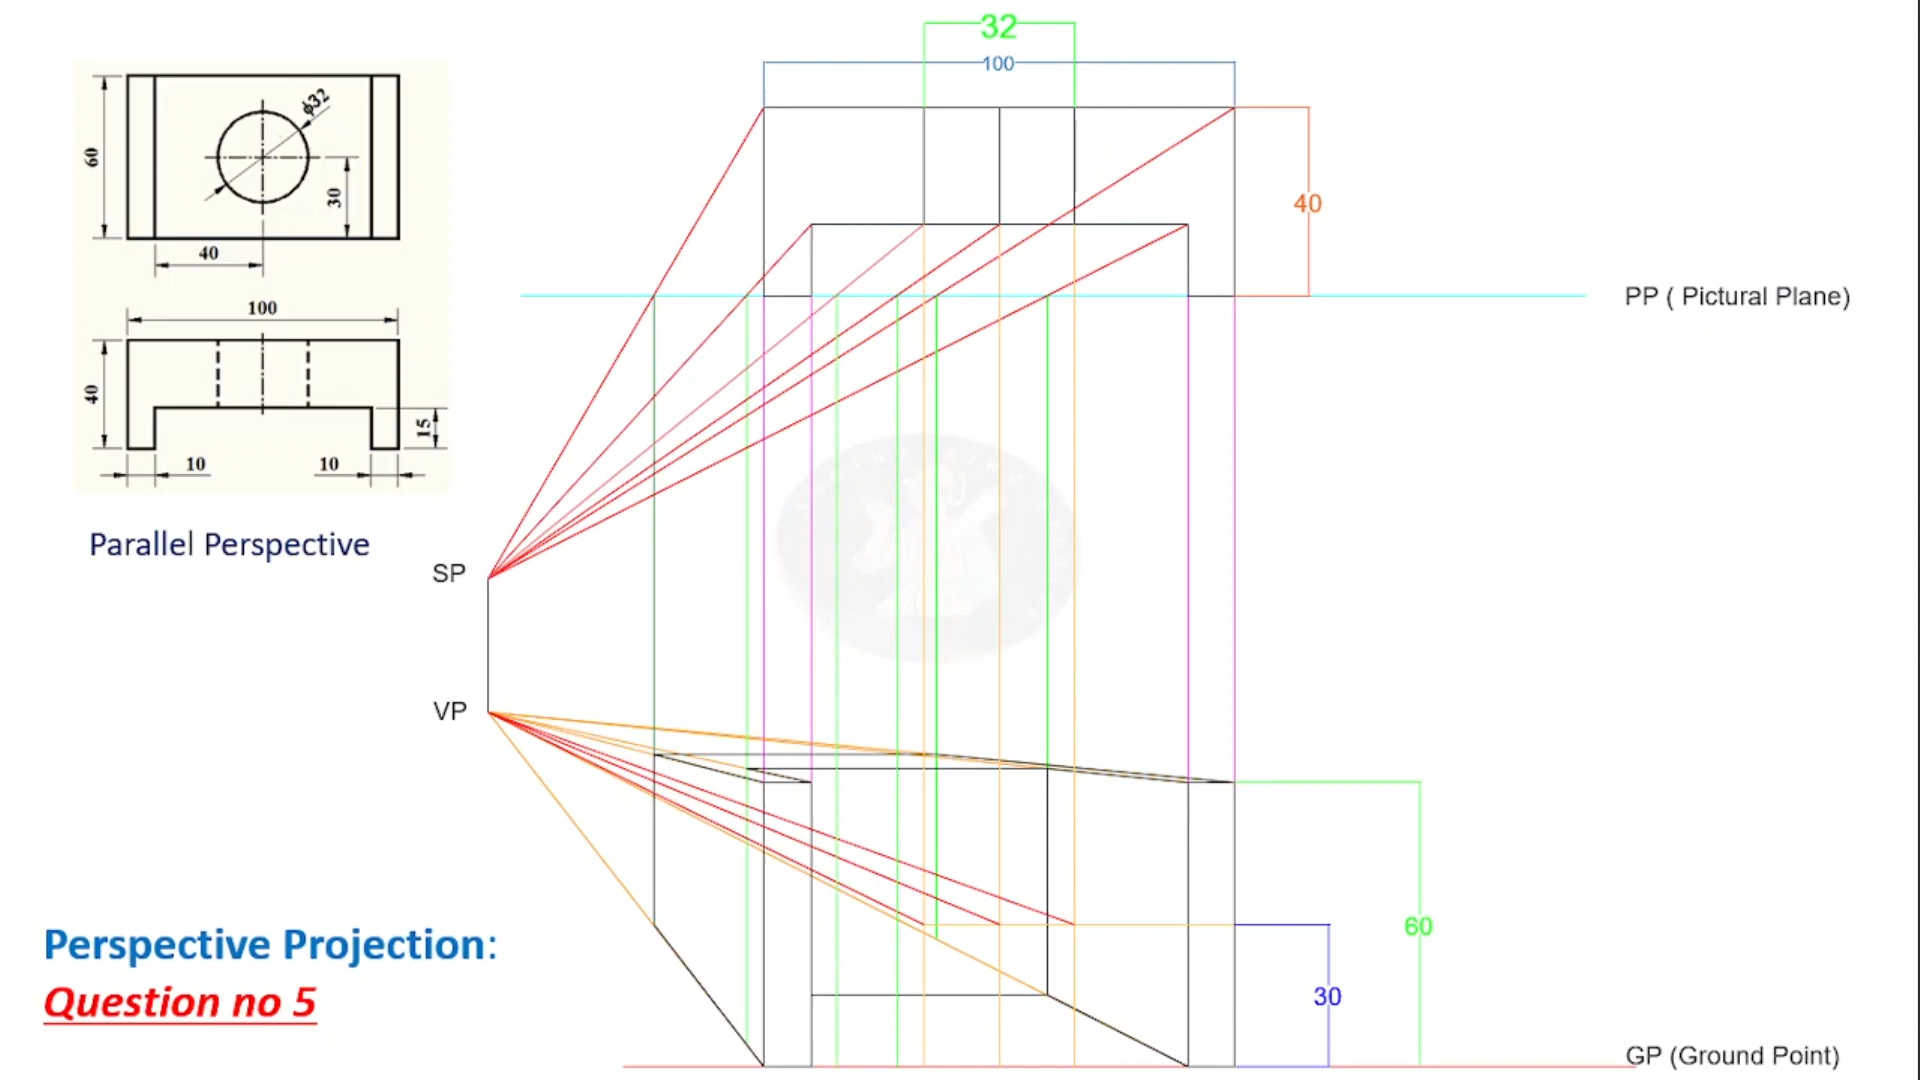 32
100
60
ϕ32
30
40
100
40
15
10
10
40
PP ( Pictural Plane)
Parallel Perspective
SP
VP
Perspective Projection:
Question no 5
60
30
GP (Ground Point)